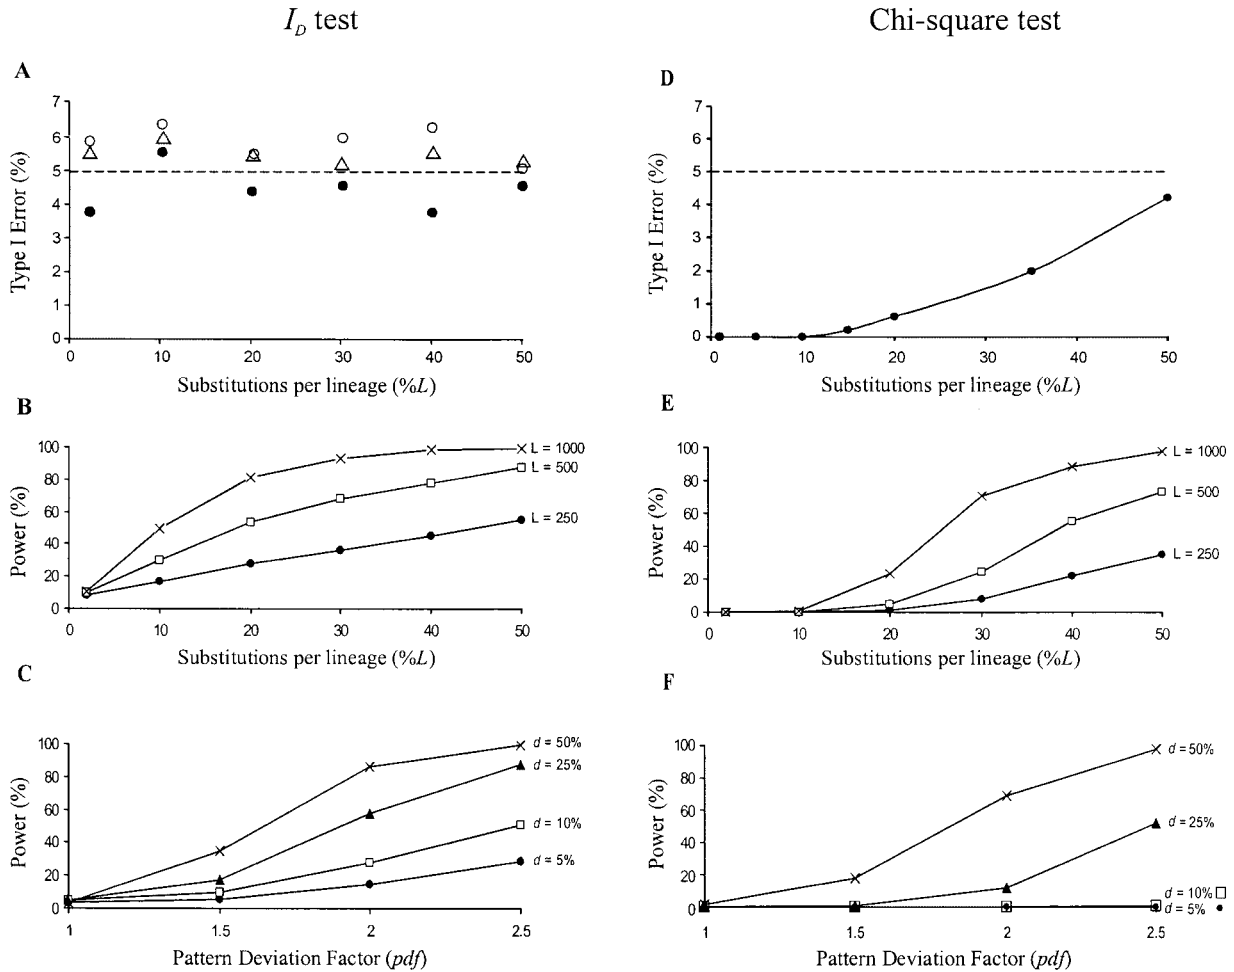 I_D test
Chi-square test
A
7
6
5
4
3
2
1
0
Type I Error (%)
0 10 20 30 40 50
Substitutions per lineage (%L)
D
7
6
5
4
3
2
1
0
Type I Error (%)
0 10 20 30 40 50
Substitutions per lineage (%L)
B
100
80
60
40
20
0
Power (%)
L = 1000
L = 500
L = 250
0 10 20 30 40 50
Substitutions per lineage (%L)
E
100
80
60
40
20
0
Power (%)
L = 1000
L = 500
L = 250
0 10 20 30 40 50
Substitutions per lineage (%L)
C
100
80
60
40
20
0
Power (%)
d = 50%
d = 25%
d = 10%
d = 5%
1 1.5 2 2.5
Pattern Deviation Factor (pdf)
F
100
80
60
40
20
0
Power (%)
d = 50%
d = 25%
d = 10%
d = 5%
1 1.5 2 2.5
Pattern Deviation Factor (pdf)